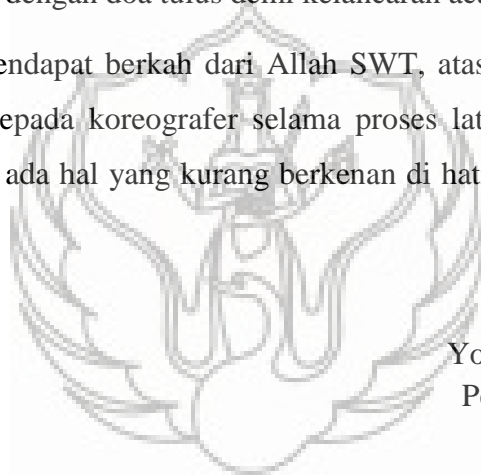 dengan doa tulus demi kelancaran
endapat berkah dari Allah SWT, atas
epada koreografer selama proses lat
ada hal yang kurang berkenan di hat
Yo
Pe